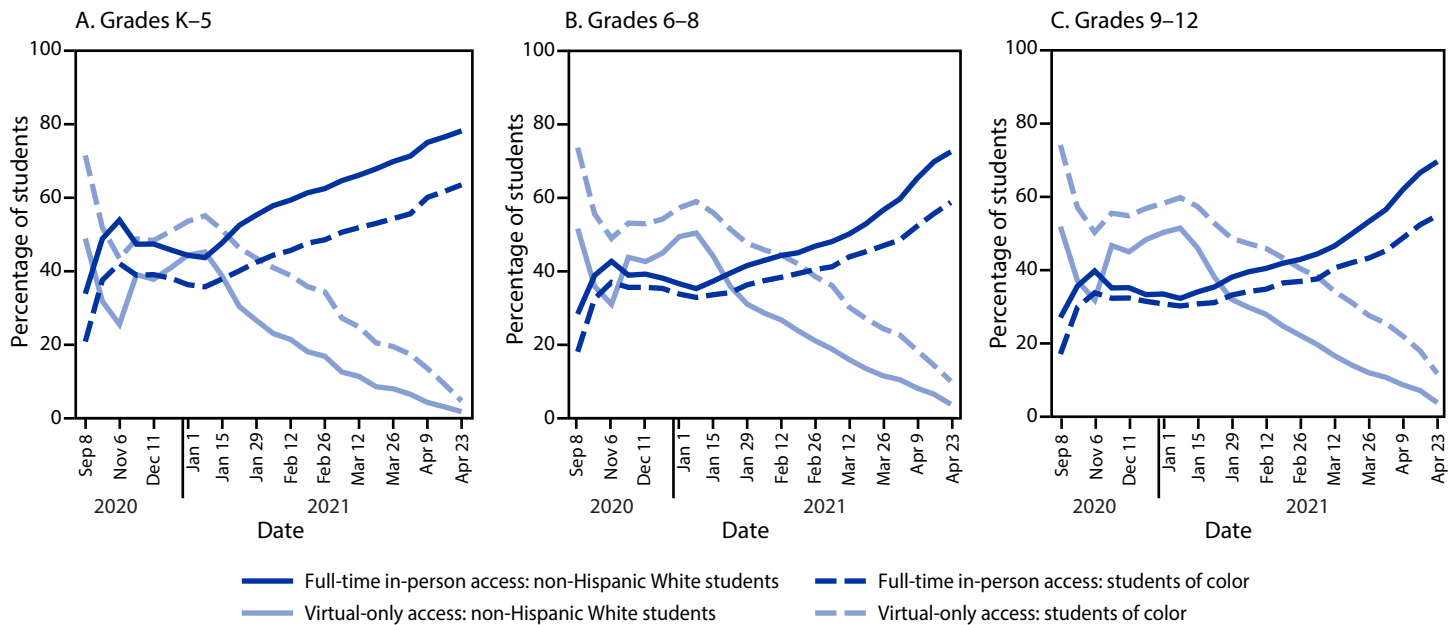 A. Grades K–5
Percentage of students
100
80
60
40
20
0
Sep 8
Nov 6
Dec 11
Jan 1
Jan 15
Jan 29
Feb 12
Feb 26
Mar 12
Mar 26
Apr 9
Apr 23
2020
2021
Date
B. Grades 6–8
Percentage of students
100
80
60
40
20
0
Sep 8
Nov 6
Dec 11
Jan 1
Jan 15
Jan 29
Feb 12
Feb 26
Mar 12
Mar 26
Apr 9
Apr 23
2020
2021
Date
C. Grades 9–12
Percentage of students
100
80
60
40
20
0
Sep 8
Nov 6
Dec 11
Jan 1
Jan 15
Jan 29
Feb 12
Feb 26
Mar 12
Mar 26
Apr 9
Apr 23
2020
2021
Date
Full-time in-person access: non-Hispanic White students
Virtual-only access: non-Hispanic White students
Full-time in-person access: students of color
Virtual-only access: students of color